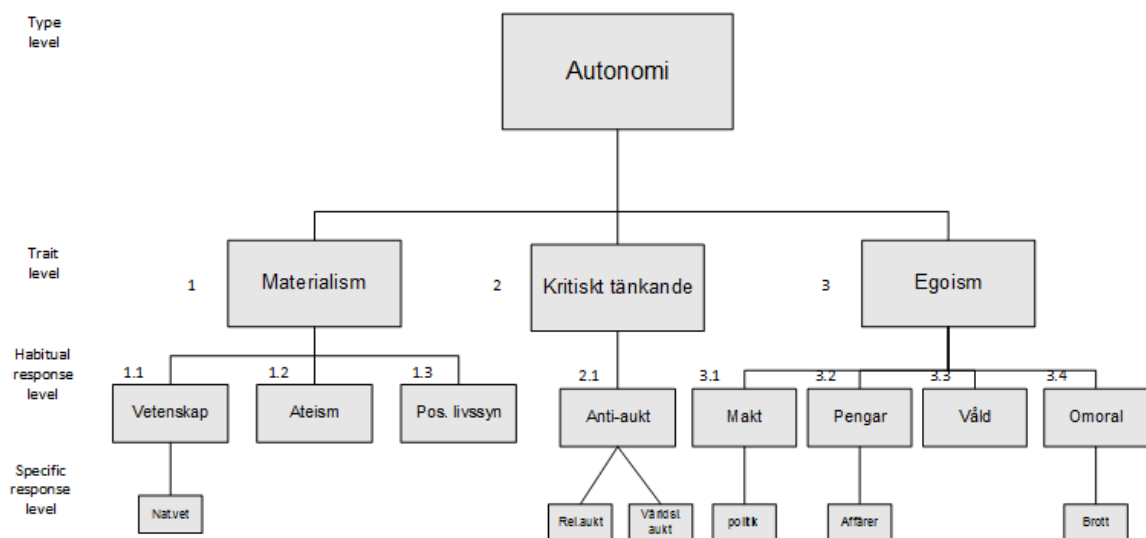 Type
level
Autonomi
Trait
level
1
Materialism
2
Kritiskt tänkande
3
Egoism
Habitual
response
level
1.1
Vetenskap
1.2
Ateism
1.3
Pos. livssyn
2.1
Anti-aukt
3.1
Makt
3.2
Pengar
3.3
Våld
3.4
Omoral
Specific
response
level
Nat.vet
Rel.aukt
Världsl.
aukt
politik
Affärer
Brott